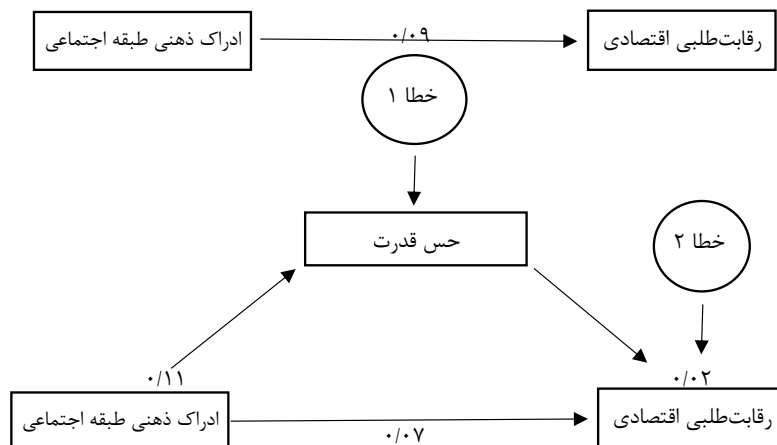 ادراک ذهنی طبقه اجتماعی
۰/۰۹
رقابت‌طلبی اقتصادی
خطا ۱
حس قدرت
خطا ۲
۰/۱۱
۰/۰۲
ادراک ذهنی طبقه اجتماعی
۰/۰۷
رقابت‌طلبی اقتصادی